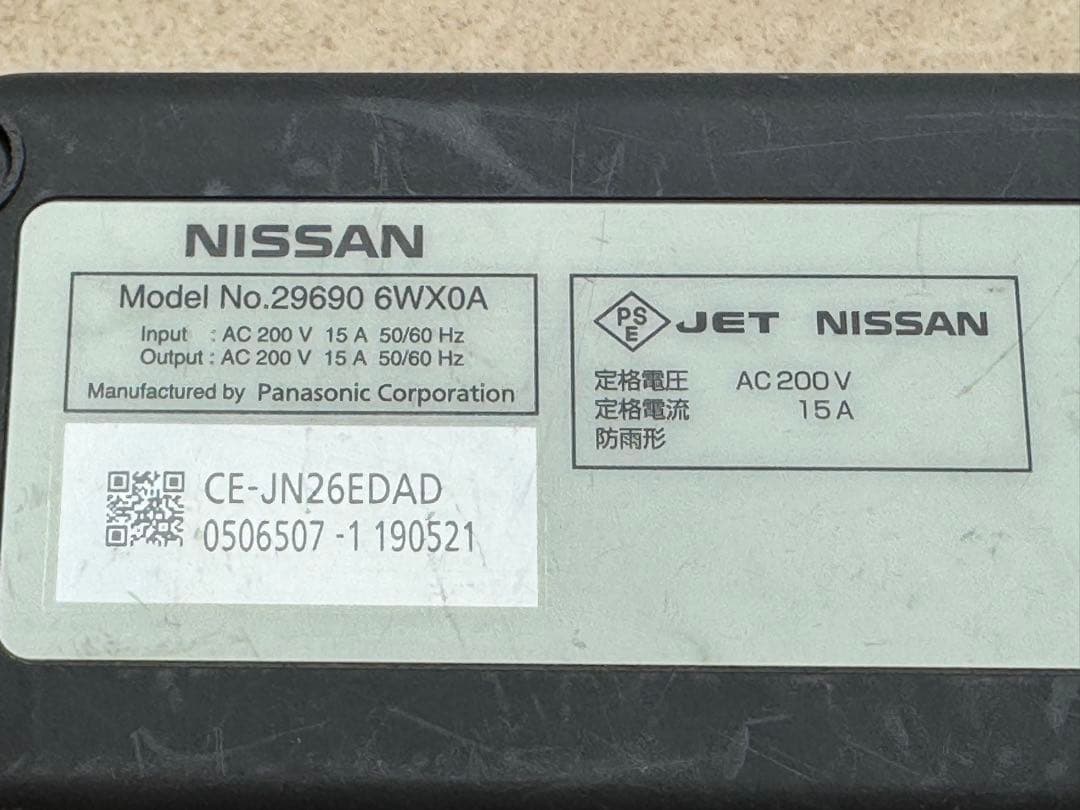 NISSAN
Model No.29690 6WX0A
Input : AC 200 V 15 A 50/60 Hz
Output : AC 200 V 15 A 50/60 Hz
Manufactured by Panasonic Corporation
CE-JN26EDAD
0506507 -1 190521
PS
E
JET NISSAN
定格電圧 AC 200 V
定格電流 15 A
防雨形